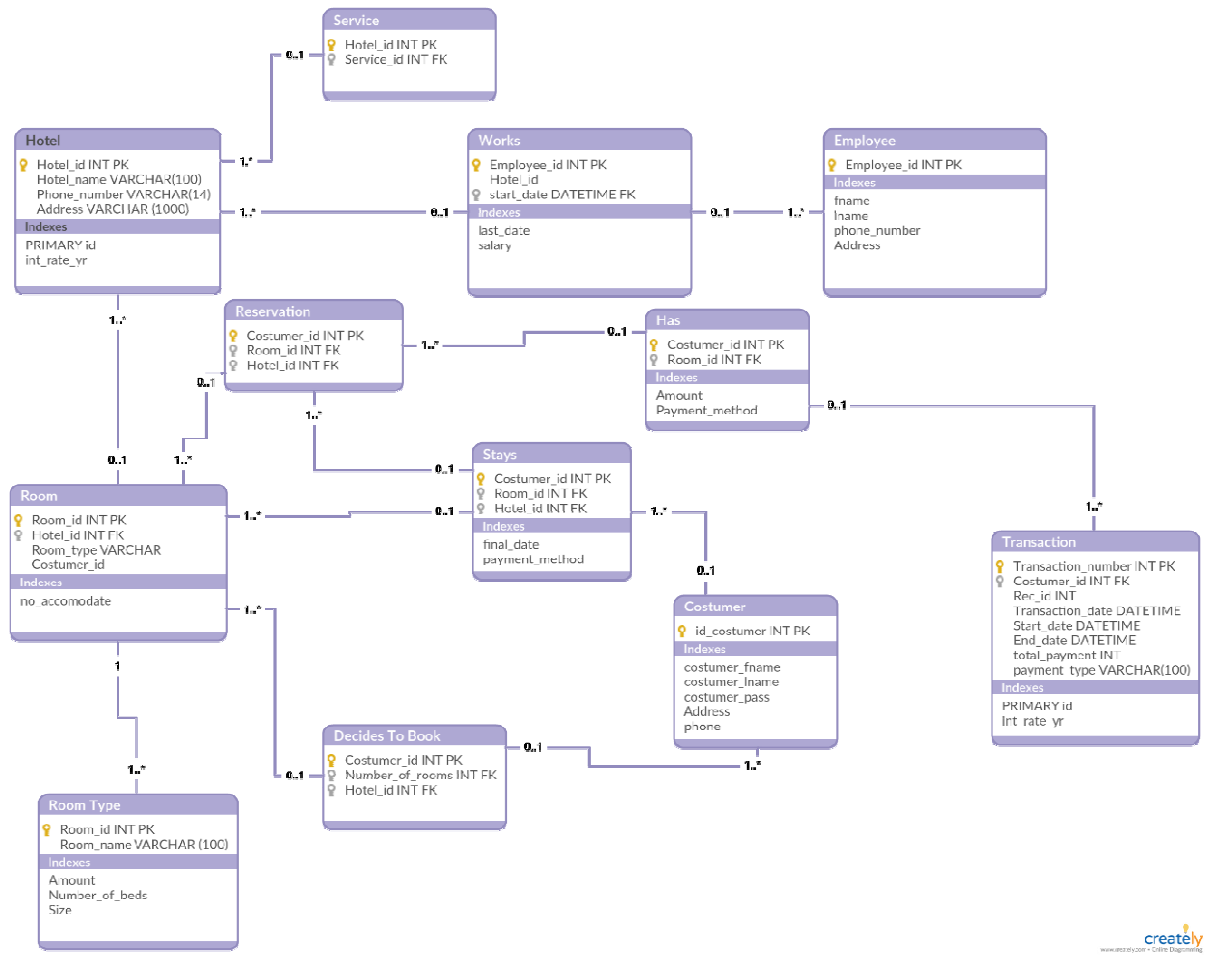 Service
Hotel_id INT PK
Service_id INT FK
0..1
1..*
Hotel
Hotel_id INT PK
Hotel_name VARCHAR(100)
Phone_number VARCHAR(14)
Address VARCHAR (1000)
Indexes
PRIMARY id
int_rate_yr
1..*
0..1
Works
Employee_id INT PK
Hotel_id
start_date DATETIME FK
Indexes
last_date
salary
0..1
1..*
Employee
Employee_id INT PK
Indexes
fname
lname
phone_number
Address
1..*
0..1
Reservation
Costumer_id INT PK
Room_id INT FK
Hotel_id INT FK
1..*
0..1
0..1
1..*
1..*
0..1
Has
Costumer_id INT PK
Room_id INT FK
Indexes
Amount
Payment_method
0..1
1..*
Stays
Costumer_id INT PK
Room_id INT FK
Hotel_id INT FK
Indexes
final_date
payment_method
1..*
0..1
Room
Room_id INT PK
Hotel_id INT FK
Room_type VARCHAR
Costumer_id
Indexes
no_accomodate
1..*
0..1
1..*
0..1
1
1..*
Transaction
Transaction_number INT PK
Costumer_id INT FK
Rec_id INT
Transaction_date DATETIME
Start_date DATETIME
End_date DATETIME
total_payment INT
payment_type VARCHAR(100)
Indexes
PRIMARY id
Int_rate_yr
Costumer
id_costumer INT PK
Indexes
costumer_fname
costumer_lname
costumer_pass
Address
phone
Decides To Book
Costumer_id INT PK
Number_of_rooms INT FK
Hotel_id INT FK
0..1
1..*
Room Type
Room_id INT PK
Room_name VARCHAR (100)
Indexes
Amount
Number_of_beds
Size
creately
www.creately.com • Online Diagramming